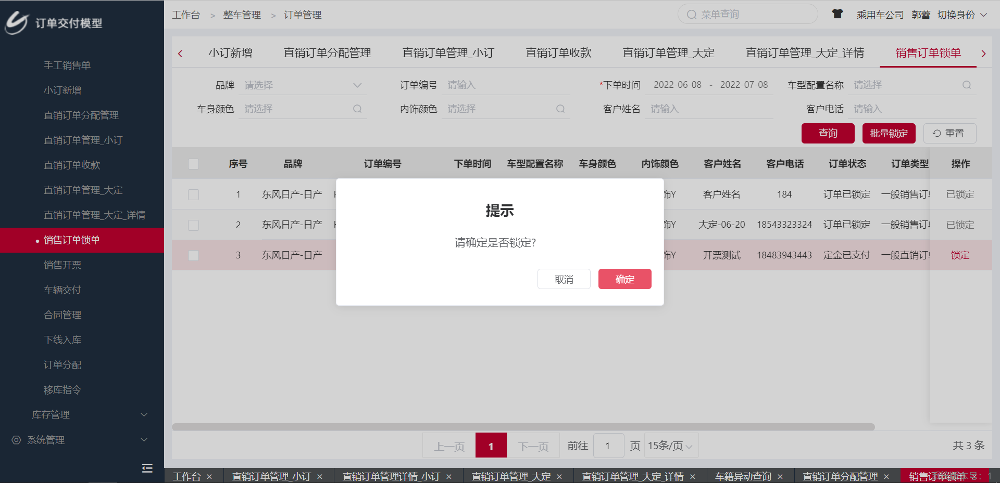 订单交付模型
工作台 > 整车管理 > 订单管理
菜单查询
乘用车公司 郭蕾 切换身份
手工销售单
小订新增
直销订单分配管理
直销订单管理_小订
直销订单收款
直销订单管理_大定
直销订单管理_大定_详情
销售订单锁单
销售开票
车辆交付
合同管理
下线入库
订单分配
移库指令
库存管理
系统管理
小订新增 直销订单分配管理 直销订单管理_小订 直销订单收款 直销订单管理_大定 直销订单管理_大定_详情 销售订单锁单
品牌 请选择 订单编号 请输入 *下单时间 2022-06-08 - 2022-07-08 车型配置名称 请选择
车身颜色 请选择 内饰颜色 请选择 客户姓名 请输入 客户电话 请输入
查询 批量锁定 重置
序号 品牌 订单编号 下单时间 车型配置名称 车身颜色 内饰颜色 客户姓名 客户电话 订单状态 订单类型 操作
1 东风日产-日产 饰Y 客户姓名 184 订单已锁定 一般销售订 已锁定
2 东风日产-日产 饰Y 大定-06-20 18543323324 订单已锁定 一般销售订 已锁定
3 东风日产-日产 饰Y 开票测试 18483943443 定金已支付 一般直销订 锁定
提示
请确定是否锁定?
取消 确定
上一页 1 下一页 前往 1 页 15条/页 共 3 条
工作台 × 直销订单管理_小订 × 直销订单管理详情_小订 × 直销订单管理_大定 × 直销订单管理_大定_详情 × 车籍异动查询 × 直销订单分配管理 × 销售订单锁单